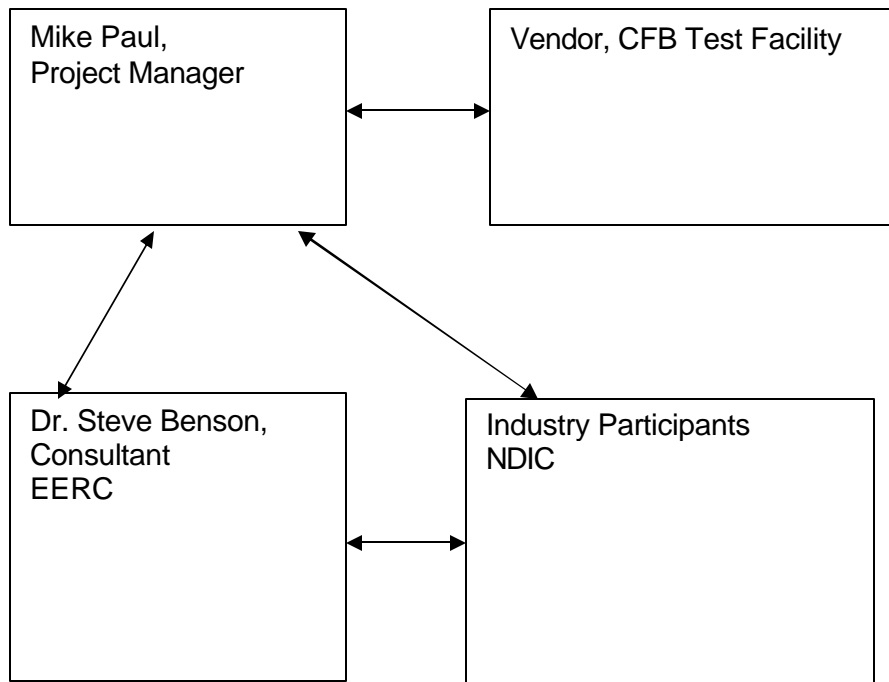 Mike Paul,
Project Manager
Vendor, CFB Test Facility
Dr. Steve Benson,
Consultant
EERC
Industry Participants
NDIC